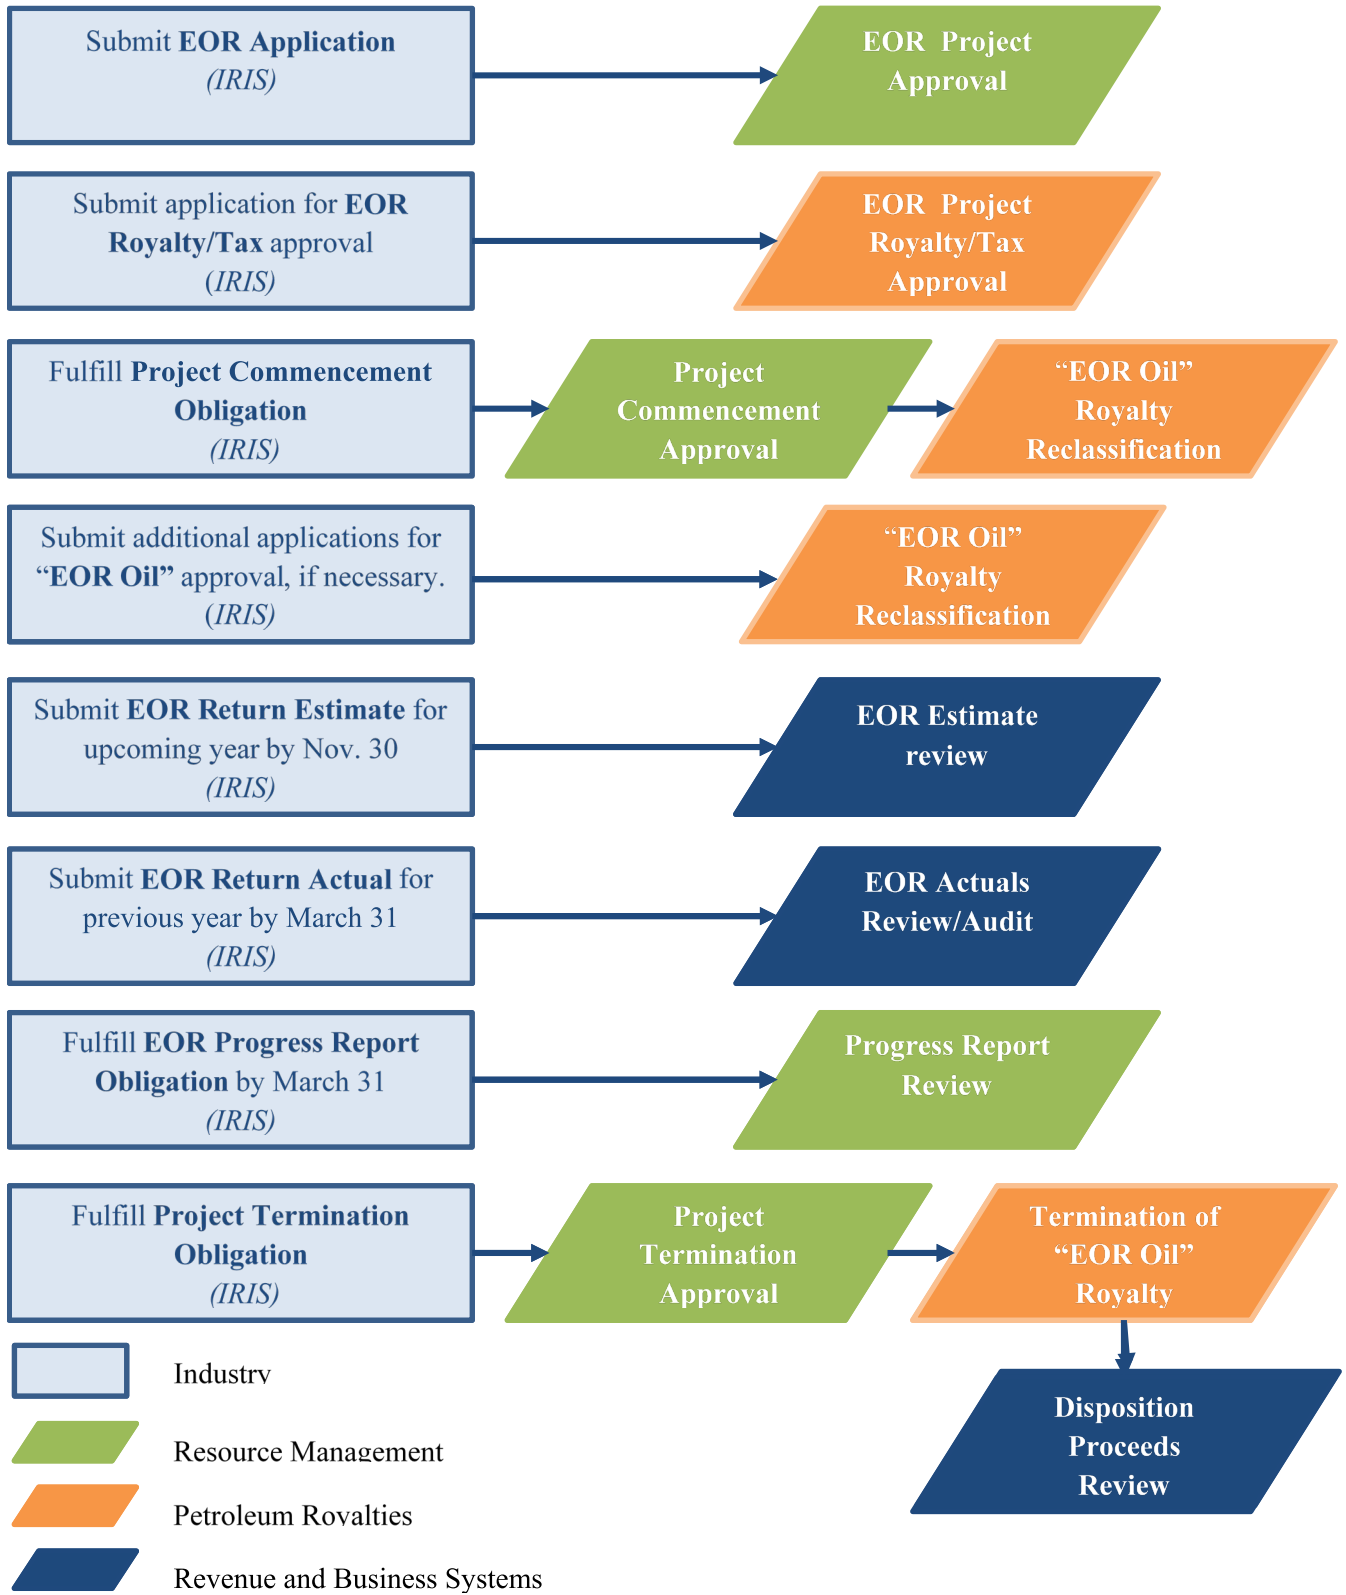 Submit EOR Application
(IRIS)
EOR Project
Approval
Submit application for EOR
Royalty/Tax approval
(IRIS)
EOR Project
Royalty/Tax
Approval
Fulfill Project Commencement
Obligation
(IRIS)
Project
Commencement
Approval
“EOR Oil”
Royalty
Reclassification
Submit additional applications for
“EOR Oil” approval, if necessary.
(IRIS)
“EOR Oil”
Royalty
Reclassification
Submit EOR Return Estimate for
upcoming year by Nov. 30
(IRIS)
EOR Estimate
review
Submit EOR Return Actual for
previous year by March 31
(IRIS)
EOR Actuals
Review/Audit
Fulfill EOR Progress Report
Obligation by March 31
(IRIS)
Progress Report
Review
Fulfill Project Termination
Obligation
(IRIS)
Project
Termination
Approval
Termination of
“EOR Oil”
Royalty
Disposition
Proceeds
Review
Industry
Resource Management
Petroleum Royalties
Revenue and Business Systems